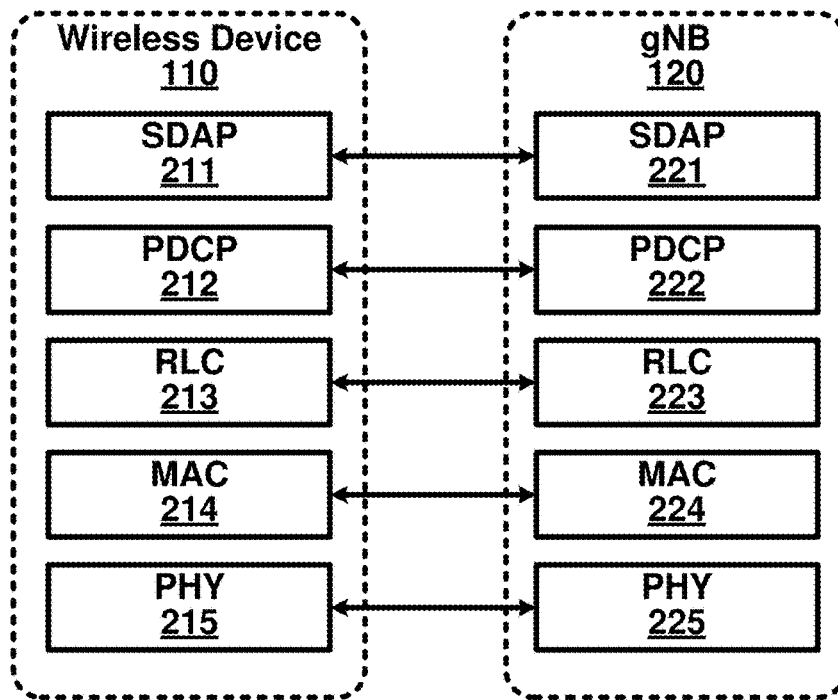 Wireless Device
110
SDAP
211
PDCP
212
RLC
213
MAC
214
PHY
215
gNB
120
SDAP
221
PDCP
222
RLC
223
MAC
224
PHY
225